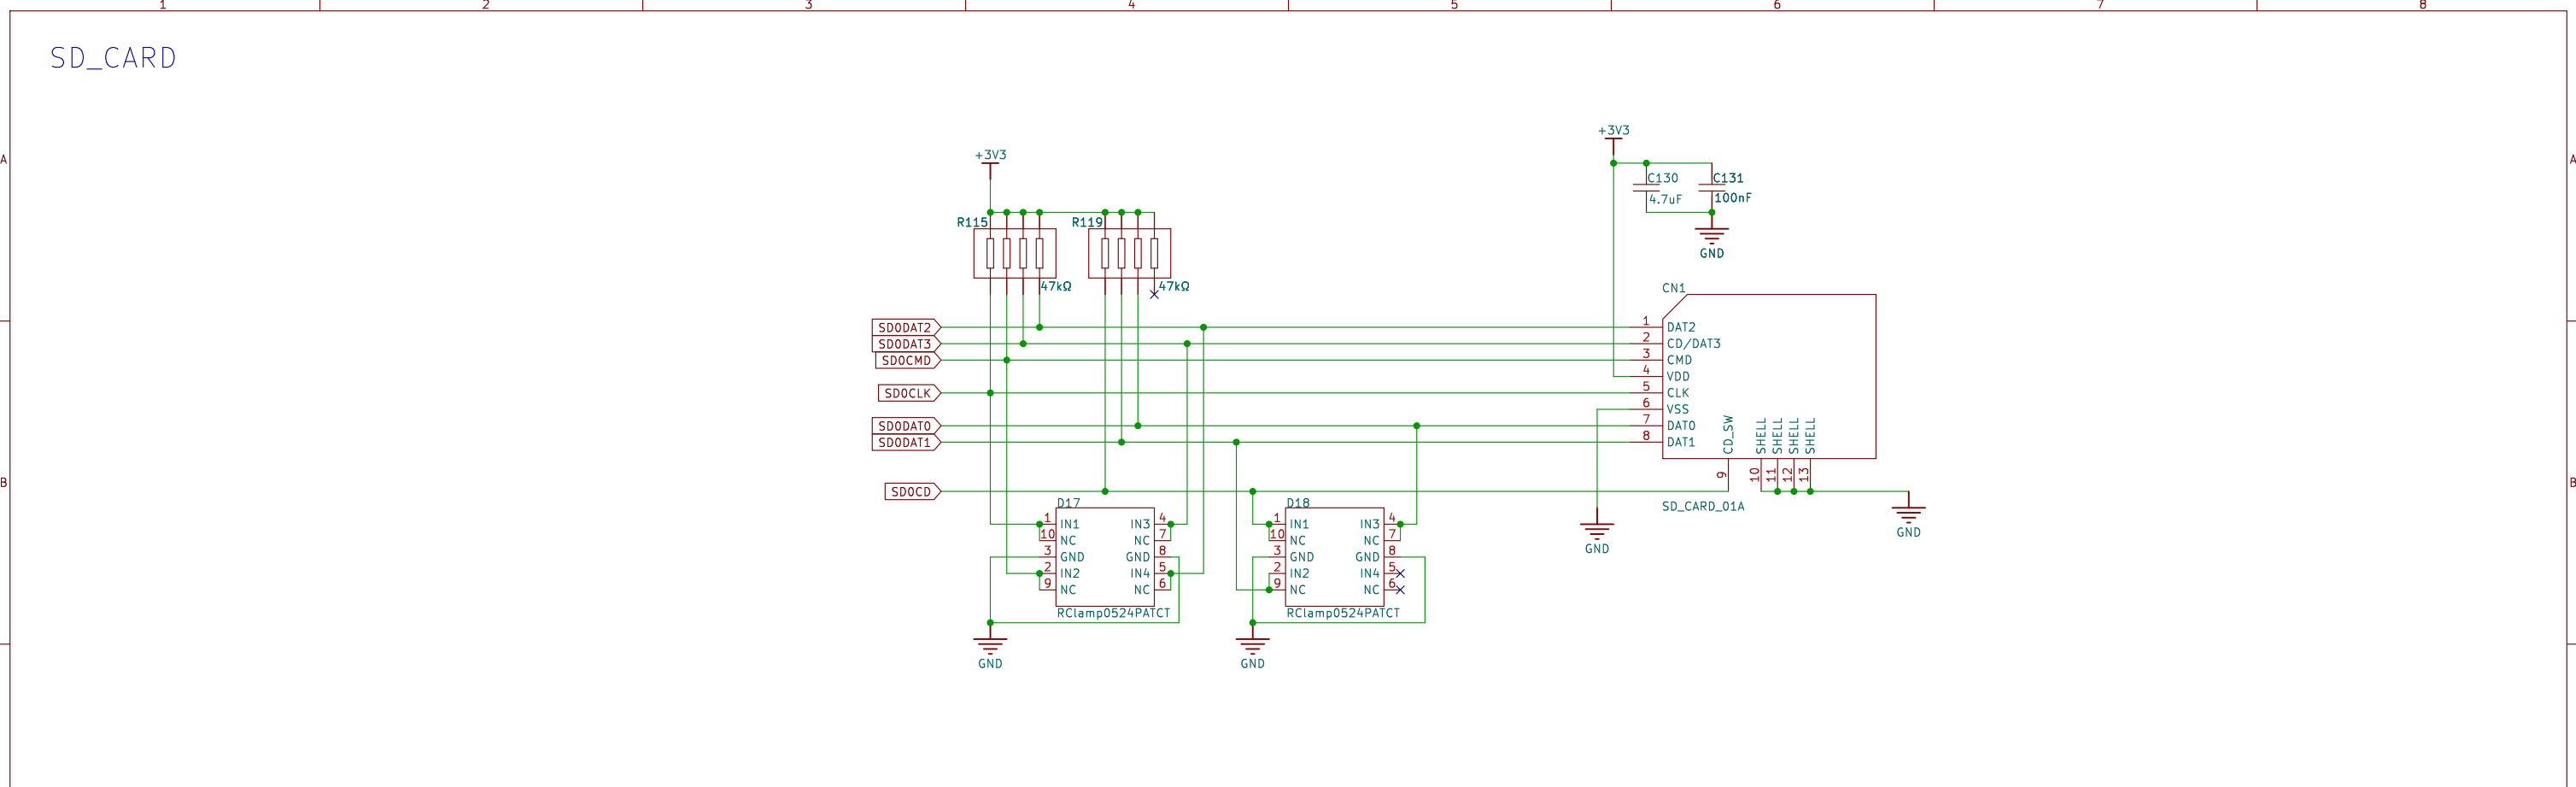 1 2 3 4 5 6 7 8
SD_CARD
+3V3
A A
+3V3
C130 C131
4.7uF 100nF
R115 R119
GND
47kΩ 47kΩ
CN1
SD0DAT2 1 DAT2
SD0DAT3 2 CD/DAT3
SD0CMD 3 CMD
4 VDD
SD0CLK 5 CLK
6 VSS
SD0DAT0 7 DAT0
SD0DAT1 8 DAT1
CD_SW SHELL SHELL SHELL SHELL
9 10 11 12 13
B B
SD0CD
D17 D18 SD_CARD_01A
1 IN1 IN3 4 1 IN1 IN3 4
10 NC NC 7 10 NC NC 7
3 GND GND 8 3 GND GND 8
2 IN2 IN4 5 2 IN2 IN4 5
9 NC NC 6 9 NC NC 6
GND GND
RClamp0524PATCT RClamp0524PATCT
GND GND